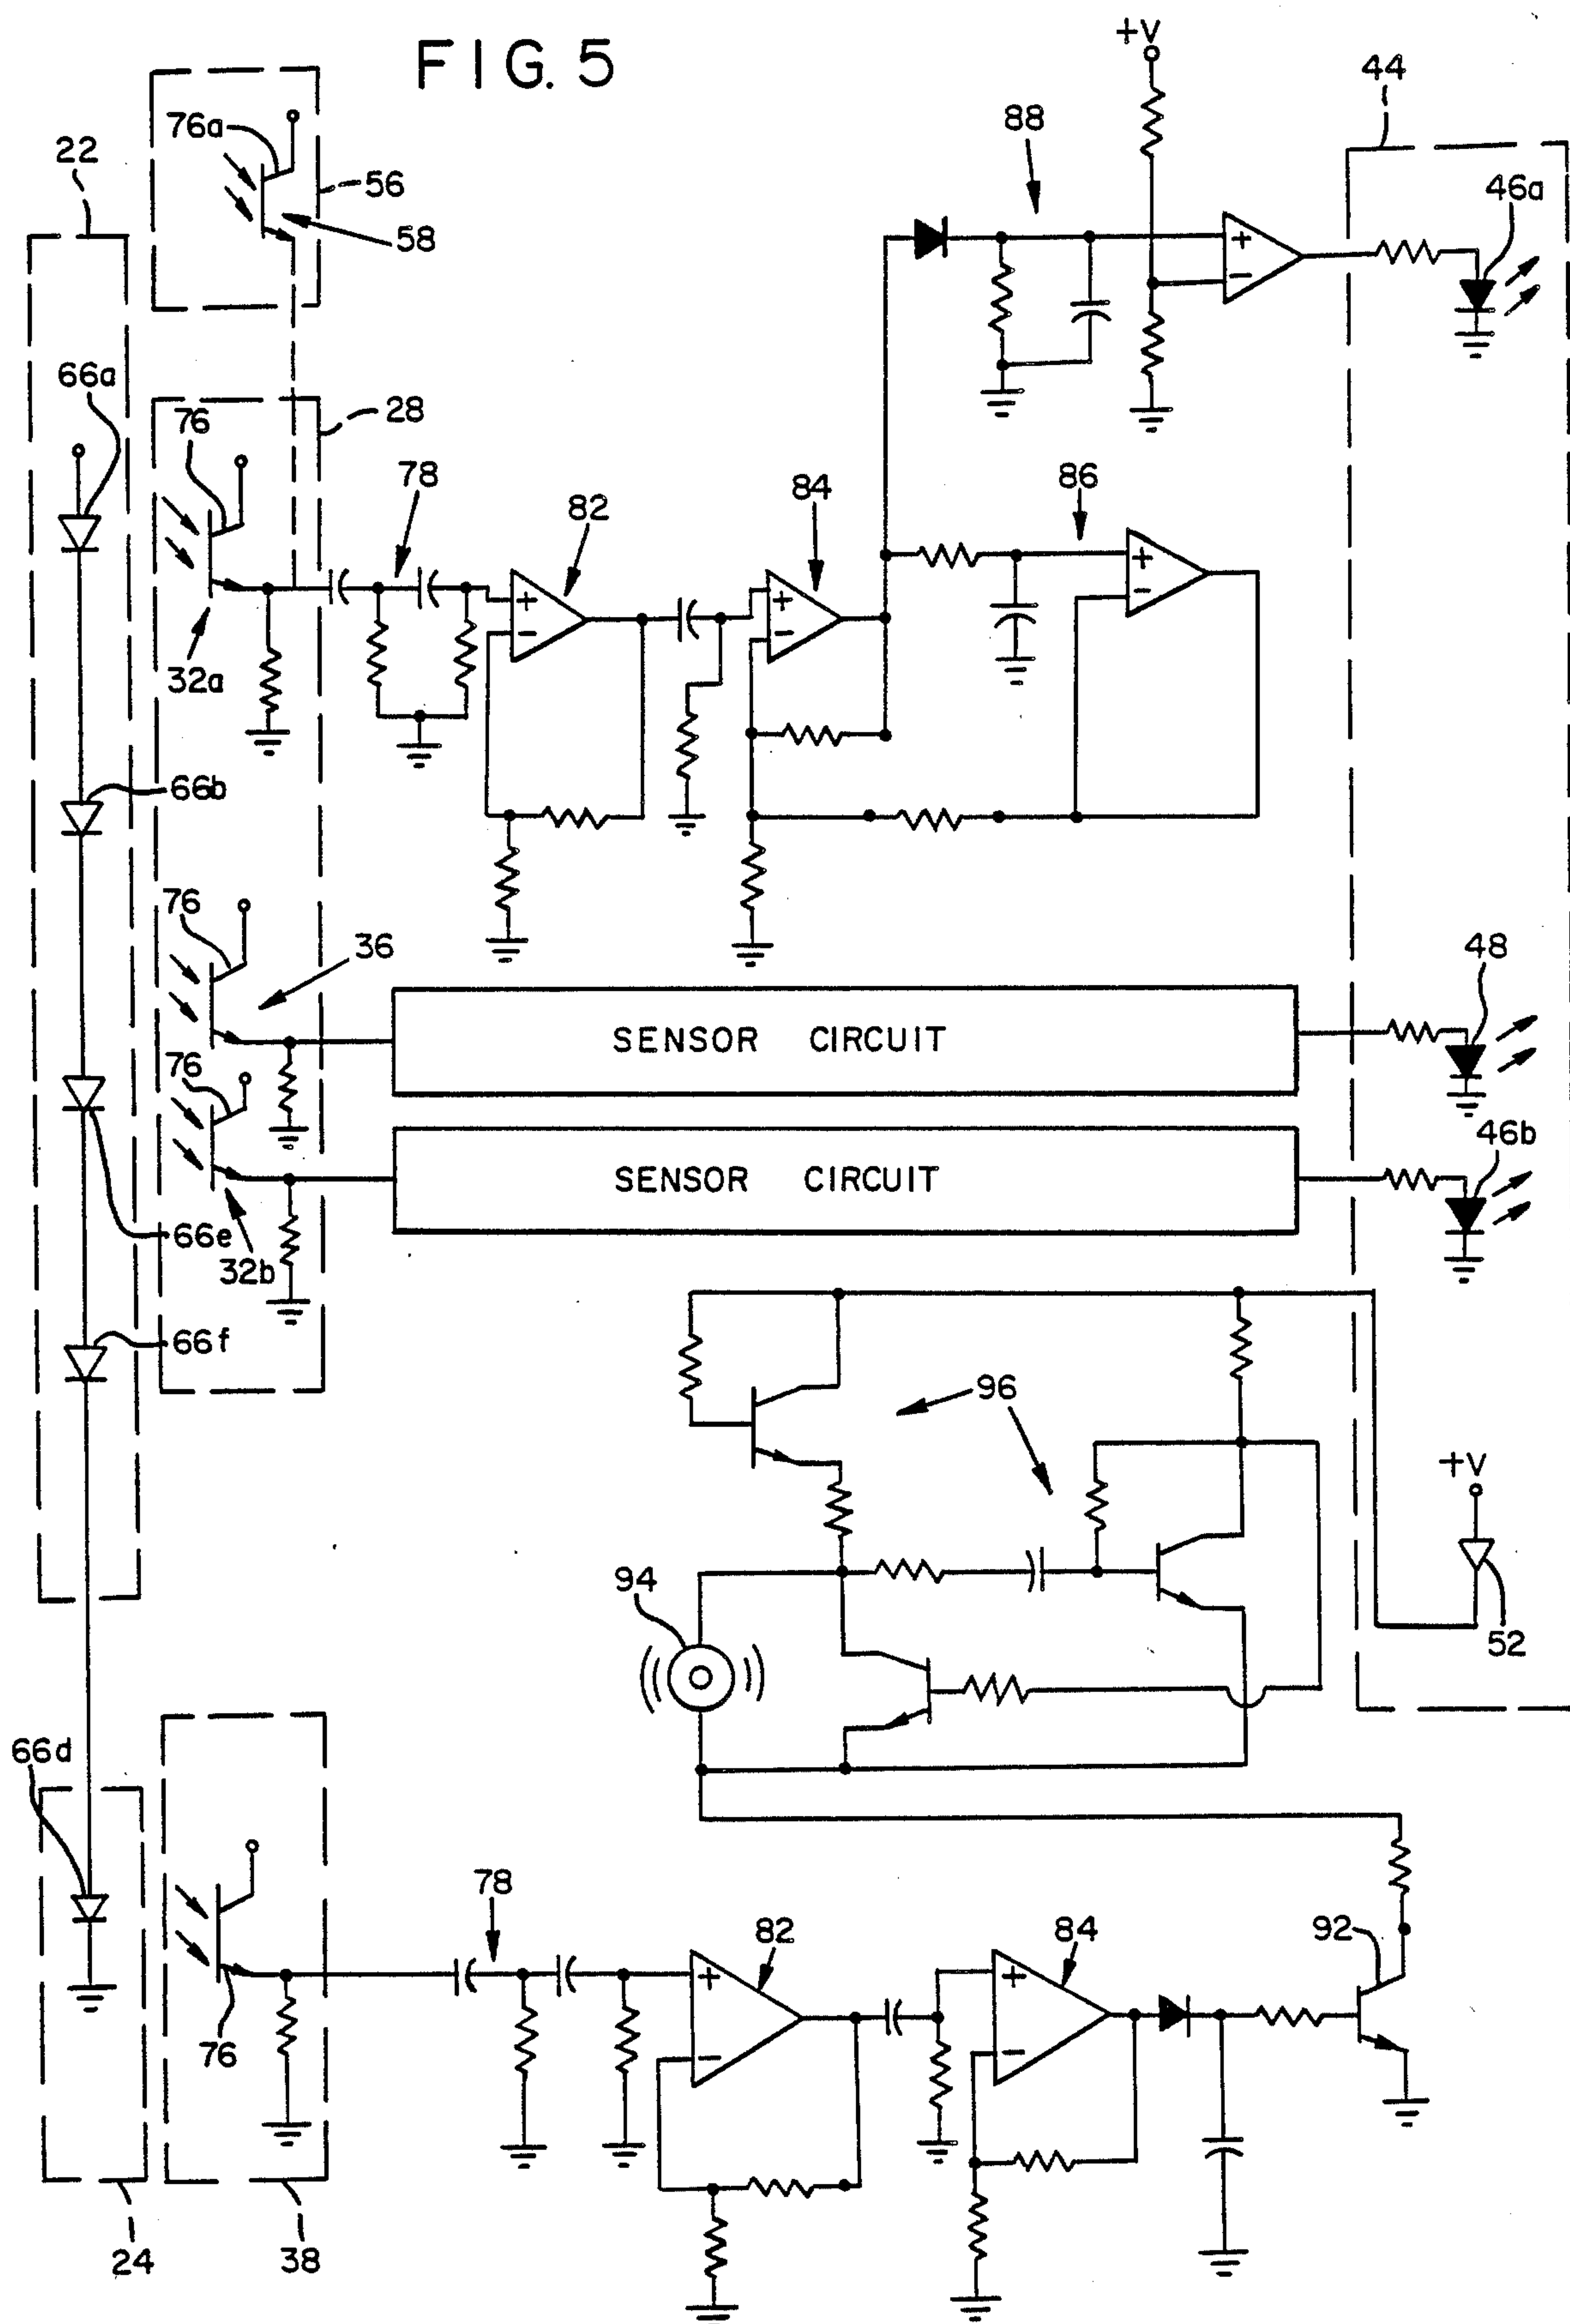 FIG. 5
+V
44
88
76a
22
56
46a
58
66a
28
76
78
84
86
82
+
−
+
−
+
−
+
−
32a
66b
76
36
48
SENSOR CIRCUIT
76
46b
SENSOR CIRCUIT
66e
32b
66f
96
+V
94
52
66d
78
82
84
92
+
−
+
−
76
24
38